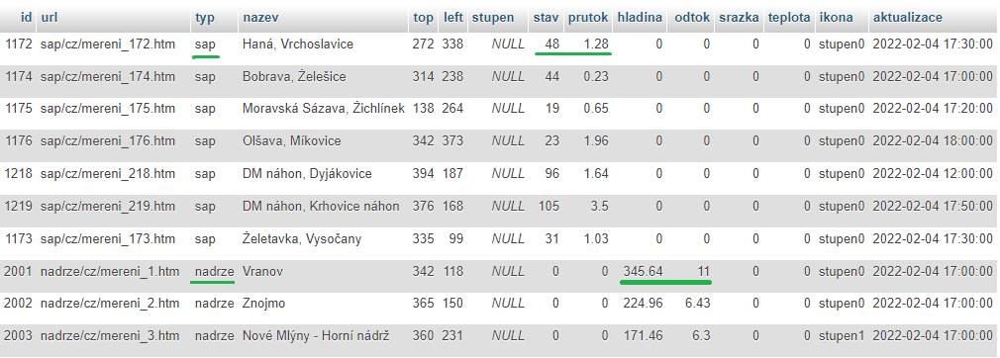 id url typ nazev top left stupen stav prutok hladina odtok srazka teplota ikona aktualizace
1172 sap/cz/mereni_172.htm sap Haná, Vrchoslavice 272 338 NULL 48 1.28 0 0 0 0 stupen0 2022-02-04 17:30:00
1174 sap/cz/mereni_174.htm sap Bobrava, Želešice 314 238 NULL 44 0.23 0 0 0 0 stupen0 2022-02-04 17:00:00
1175 sap/cz/mereni_175.htm sap Moravská Sázava, Žichlínek 138 264 NULL 19 0.65 0 0 0 0 stupen0 2022-02-04 17:20:00
1176 sap/cz/mereni_176.htm sap Olšava, Míkovice 342 373 NULL 23 1.96 0 0 0 0 stupen0 2022-02-04 18:00:00
1218 sap/cz/mereni_218.htm sap DM náhon, Dyjákovice 394 187 NULL 96 1.64 0 0 0 0 stupen0 2022-02-04 12:00:00
1219 sap/cz/mereni_219.htm sap DM náhon, Krhovice náhon 376 168 NULL 105 3.5 0 0 0 0 stupen0 2022-02-04 17:50:00
1173 sap/cz/mereni_173.htm sap Želetavka, Vysočany 335 99 NULL 31 1.03 0 0 0 0 stupen0 2022-02-04 17:30:00
2001 nadrze/cz/mereni_1.htm nadrze Vranov 342 118 NULL 0 0 345.64 11 0 0 stupen0 2022-02-04 17:00:00
2002 nadrze/cz/mereni_2.htm nadrze Znojmo 365 150 NULL 0 0 224.96 6.43 0 0 stupen0 2022-02-04 17:00:00
2003 nadrze/cz/mereni_3.htm nadrze Nové Mlýny - Horní nádrž 360 231 NULL 0 0 171.46 6.3 0 0 stupen1 2022-02-04 17:00:00